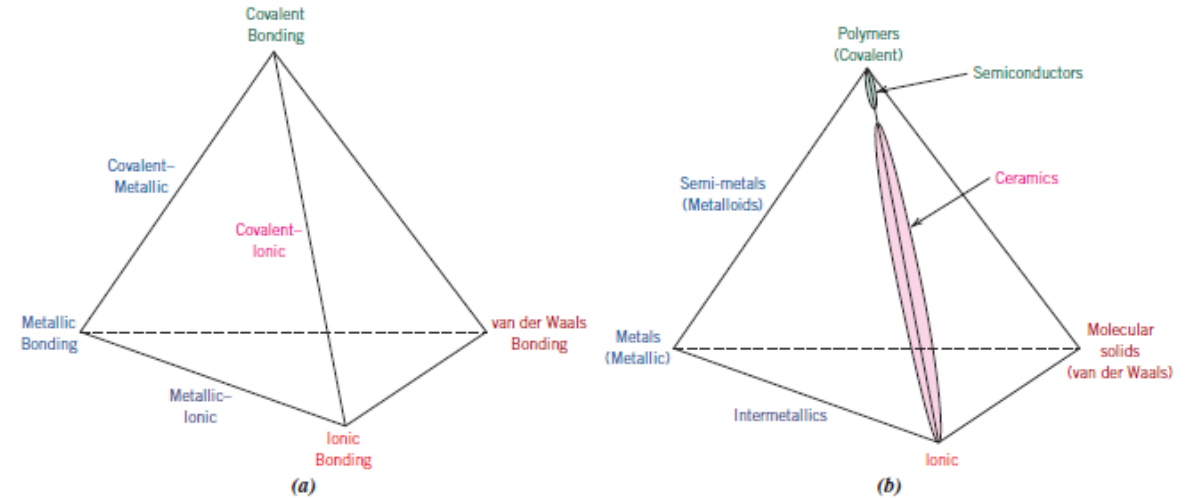 Covalent
Bonding
Covalent–
Metallic
Covalent–
Ionic
Metallic
Bonding
van der Waals
Bonding
Metallic–
Ionic
Ionic
Bonding
(a)
Polymers
(Covalent)
Semiconductors
Semi-metals
(Metalloids)
Ceramics
Metals
(Metallic)
Molecular
solids
(van der Waals)
Intermetallics
Ionic
(b)